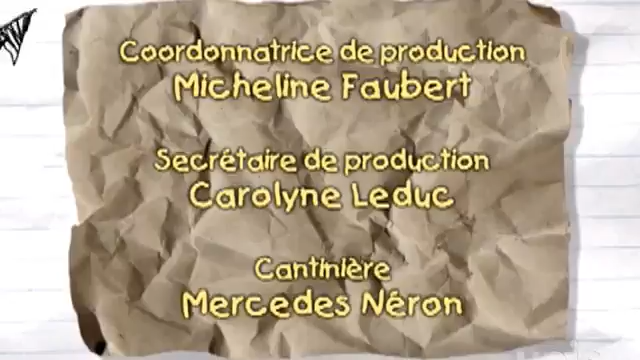 Coordonnatrice de production
Micheline Faubert
Secrétaire de production
Carolyne Leduc
Cantinière
Mercedes Néron